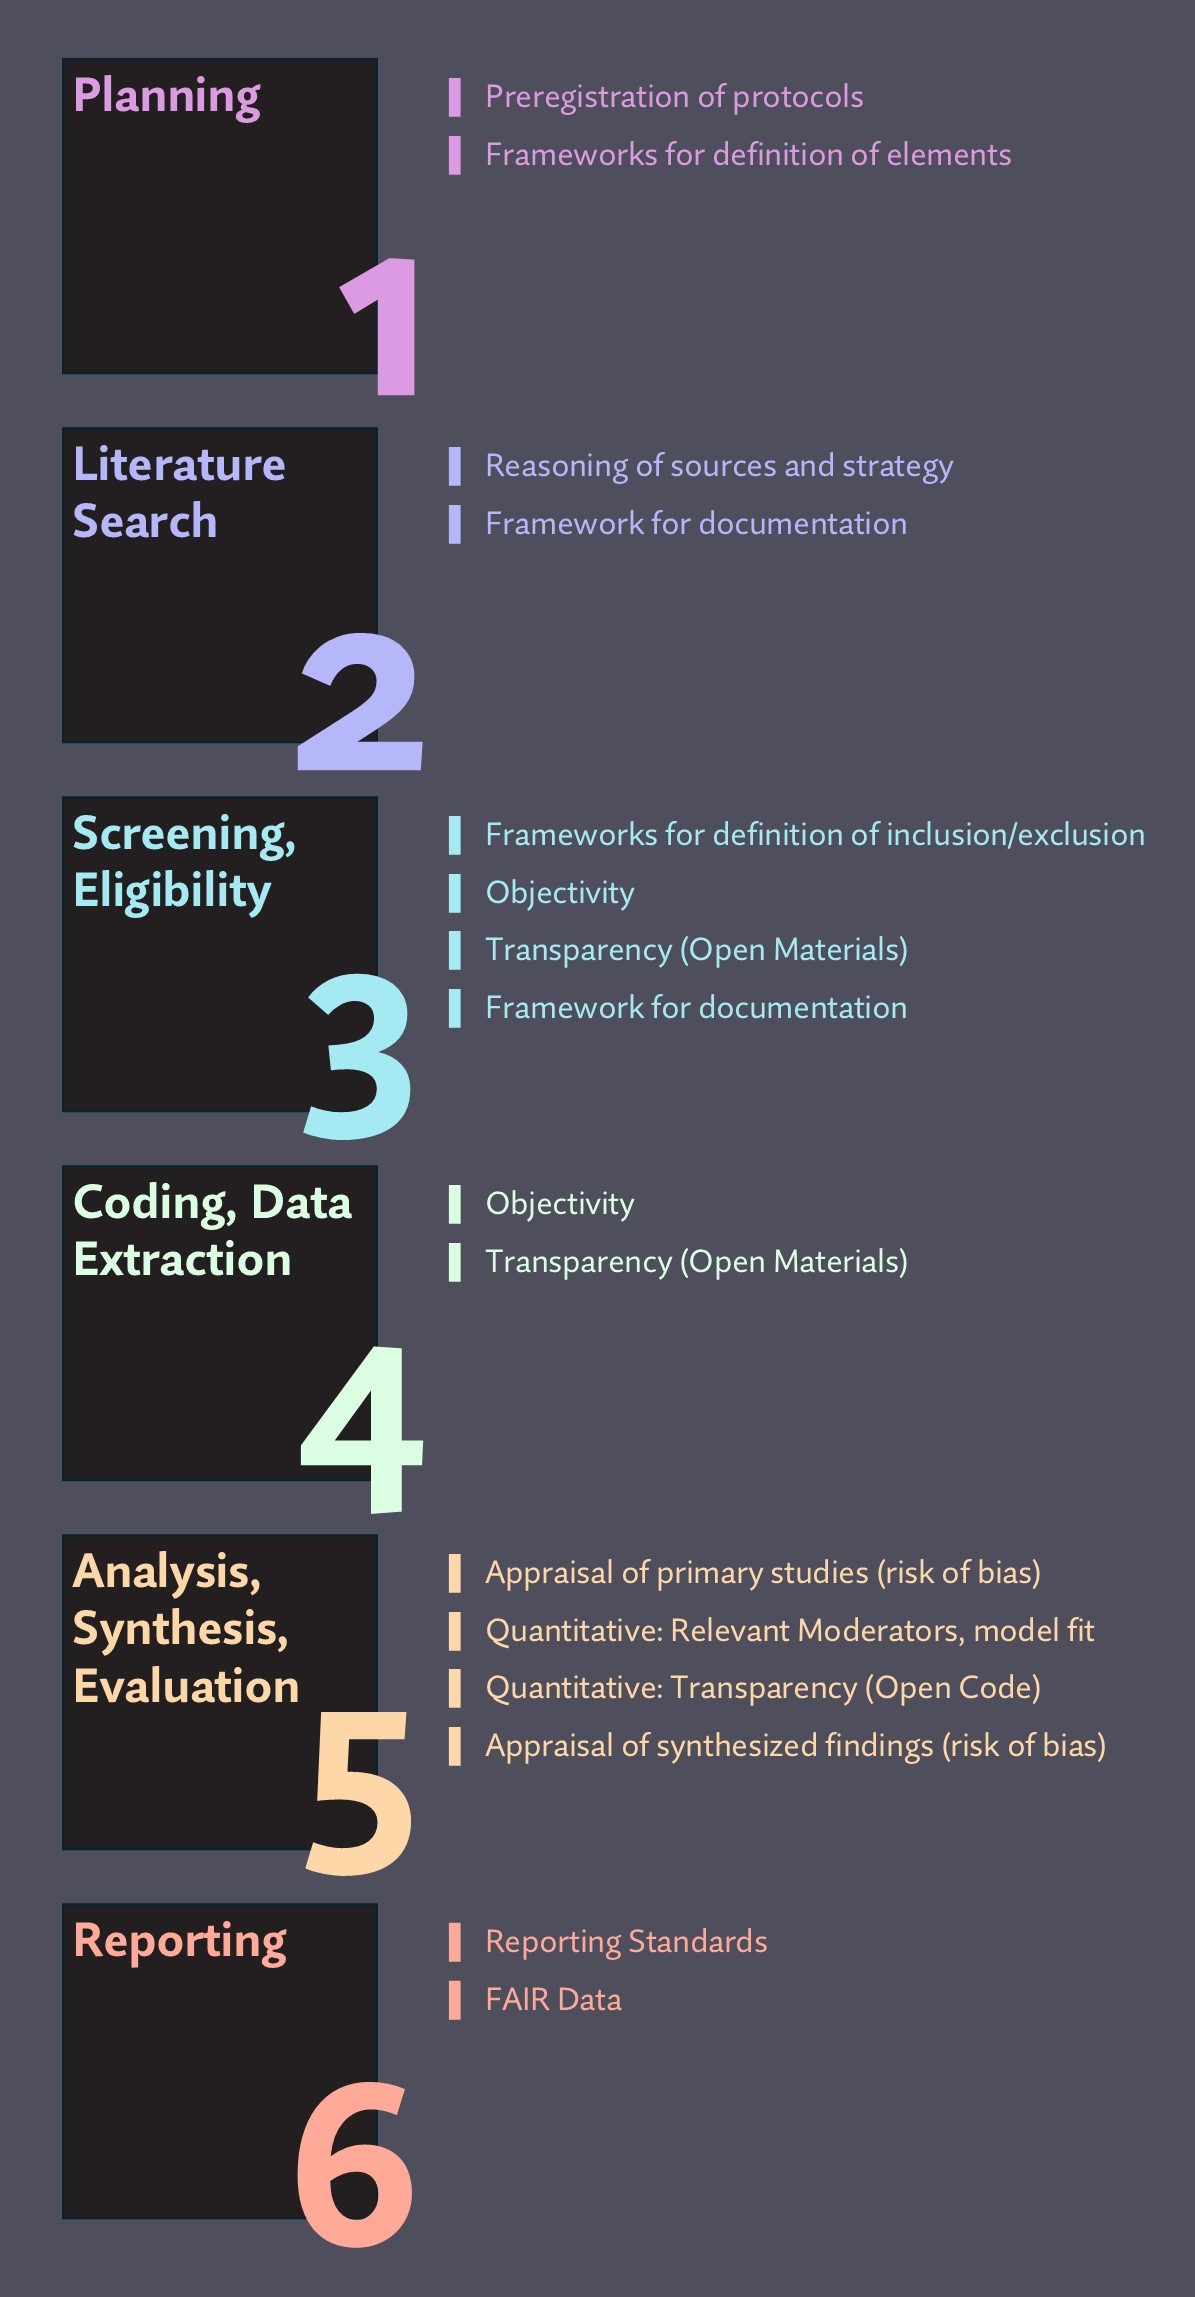 Planning
Preregistration of protocols
Frameworks for definition of elements
1
Literature
Search
Reasoning of sources and strategy
Framework for documentation
2
Screening,
Eligibility
Frameworks for definition of inclusion/exclusion
Objectivity
Transparency (Open Materials)
Framework for documentation
3
Coding, Data
Extraction
Objectivity
Transparency (Open Materials)
4
Analysis,
Synthesis,
Evaluation
Appraisal of primary studies (risk of bias)
Quantitative: Relevant Moderators, model fit
Quantitative: Transparency (Open Code)
Appraisal of synthesized findings (risk of bias)
5
Reporting
Reporting Standards
FAIR Data
6